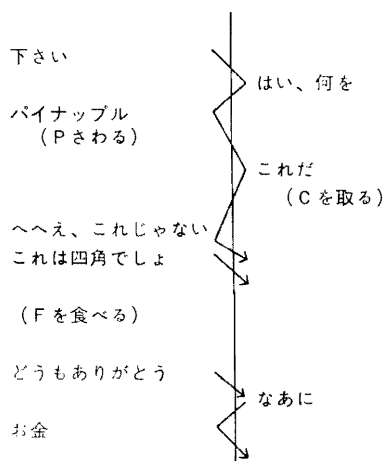 下さい
はい、何を
パイナップル
(Pさわる)
これだ
(Cを取る)
へへえ、これじゃない
これは四角でしょ
(Fを食べる)
どうもありがとう
なあに
お金